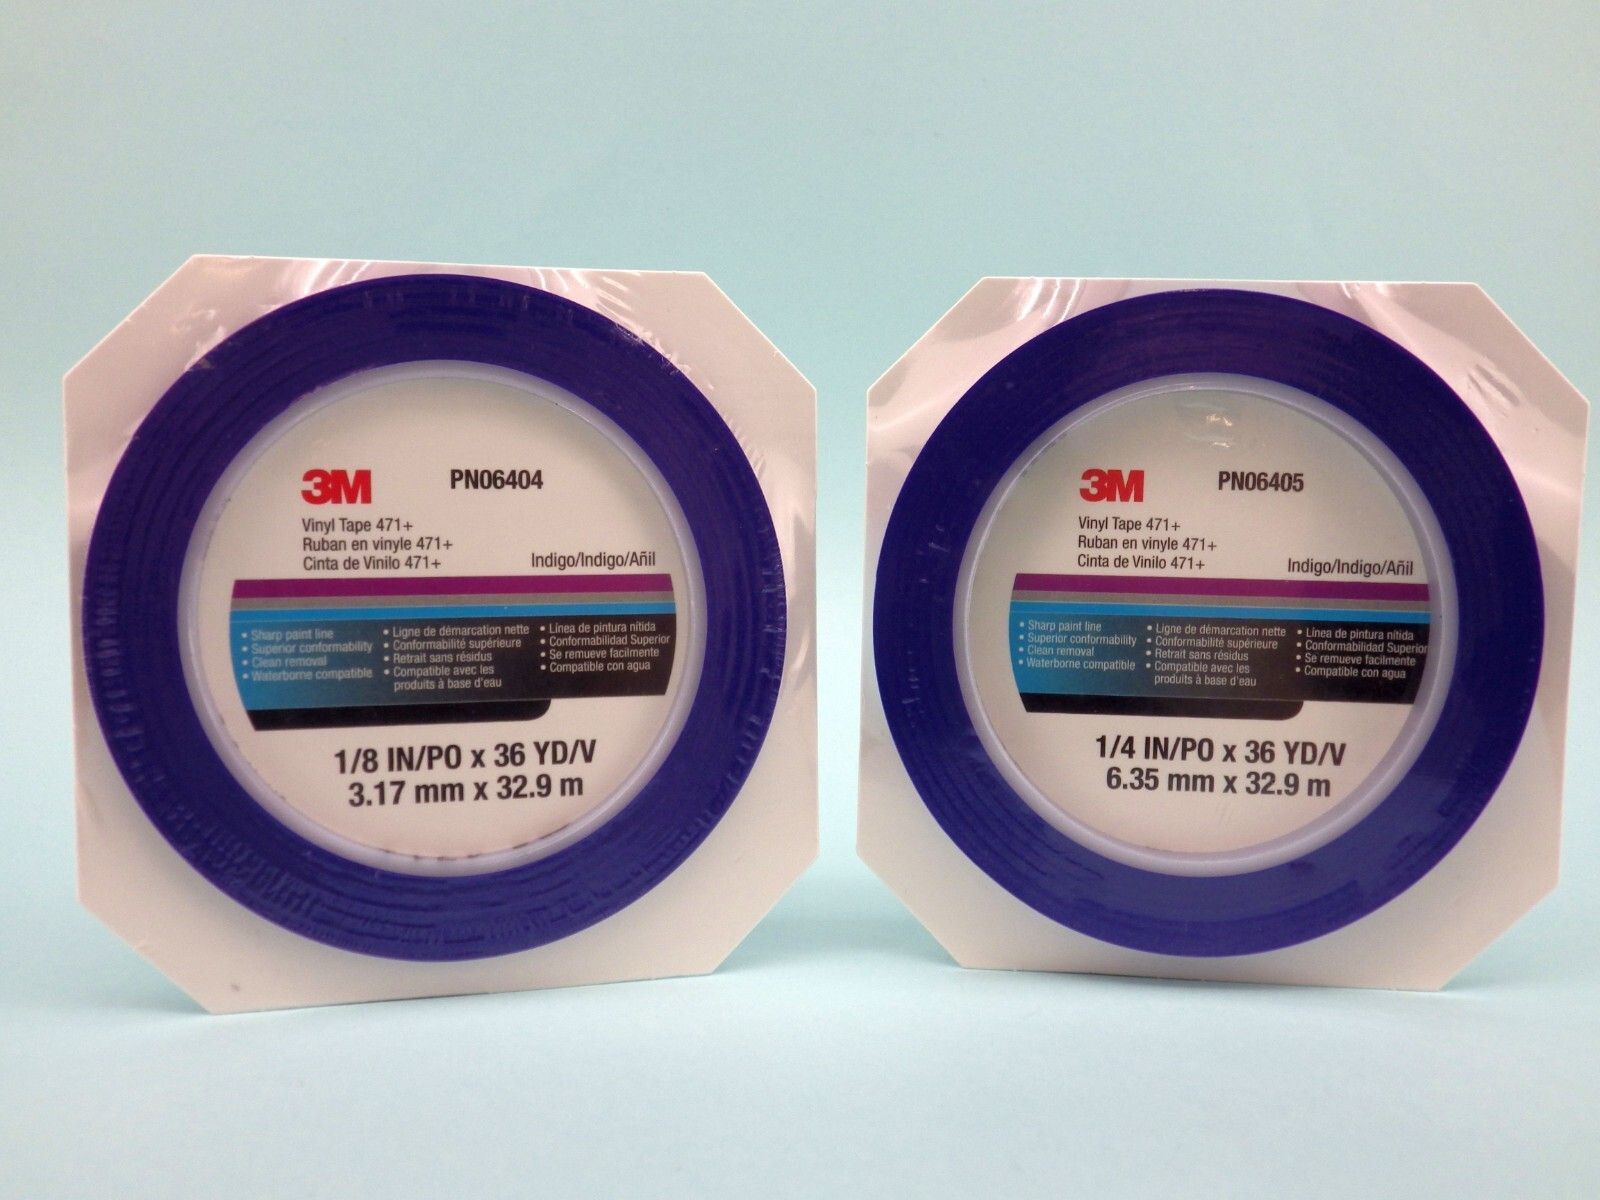 3M PN06404
Vinyl Tape 471+
Ruban en vinyle 471+
Cinta de Vinilo 471+ Indigo/Indigo/Añil
• Sharp paint line
• Superior conformability
• Clean removal
• Waterborne compatible
• Ligne de démarcation nette
• Conformabilité supérieure
• Retrait sans résidus
• Compatible avec les
produits à base d'eau
• Línea de pintura nítida
• Conformabilidad Superior
• Se remueve facilmente
• Compatible con agua
1/8 IN/PO x 36 YD/V
3.17 mm x 32.9 m
3M PN06405
Vinyl Tape 471+
Ruban en vinyle 471+
Cinta de Vinilo 471+ Indigo/Indigo/Añil
• Sharp paint line
• Superior conformability
• Clean removal
• Waterborne compatible
• Ligne de démarcation nette
• Conformabilité supérieure
• Retrait sans résidus
• Compatible avec les
produits à base d'eau
• Línea de pintura nítida
• Conformabilidad Superior
• Se remueve facilmente
• Compatible con agua
1/4 IN/PO x 36 YD/V
6.35 mm x 32.9 m